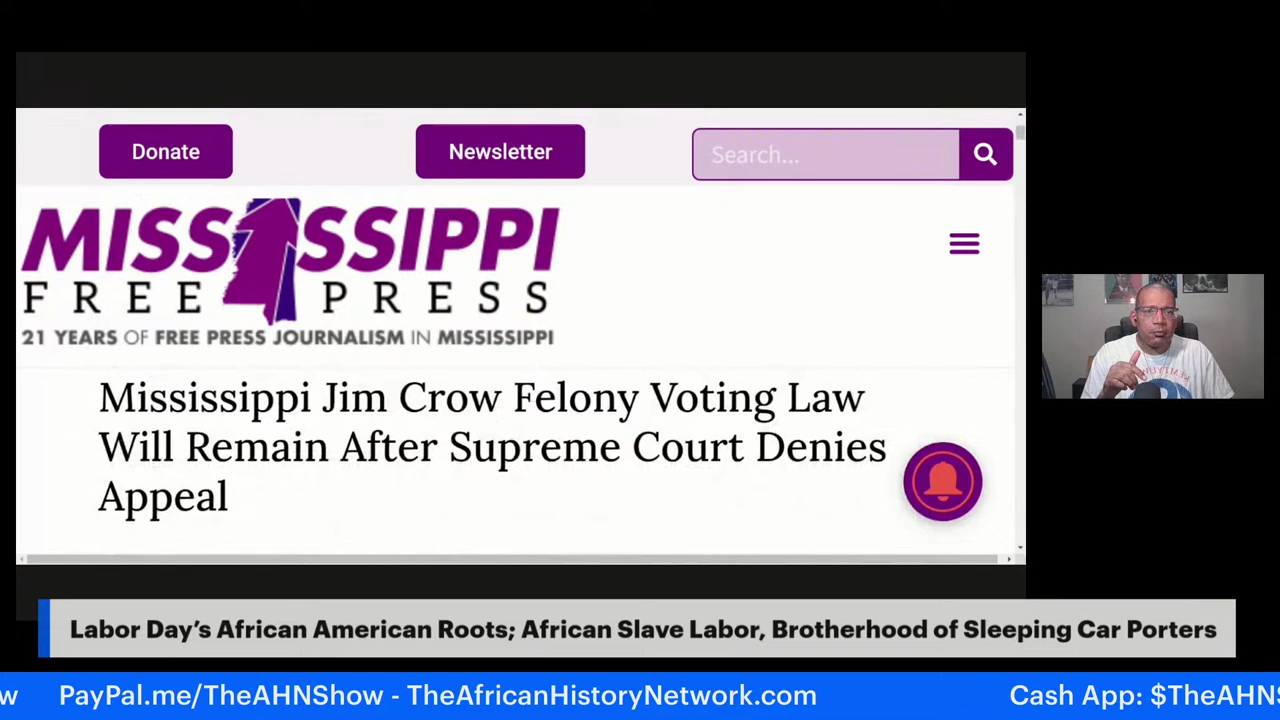 Donate
Newsletter
Search...
MISSISSIPPI
FREE PRESS
21 YEARS OF FREE PRESS JOURNALISM IN MISSISSIPPI
Mississippi Jim Crow Felony Voting Law
Will Remain After Supreme Court Denies
Appeal
Labor Day's African American Roots; African Slave Labor, Brotherhood of Sleeping Car Porters
PayPal.me/TheAHNShow - TheAfricanHistoryNetwork.com
Cash App: $TheAHN